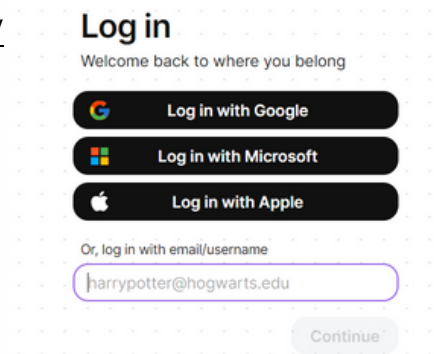 Log in
Welcome back to where you belong
Log in with Google
Log in with Microsoft
Log in with Apple
Or, log in with email/username
harrypotter@hogwarts.edu
Continue